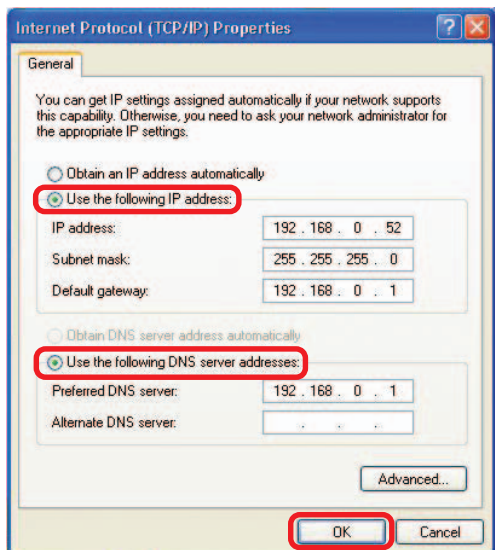 Internet Protocol (TCP/IP) Properties
General
You can get IP settings assigned automatically if your network supports
this capability. Otherwise, you need to ask your network administrator for
the appropriate IP settings.
Obtain an IP address automatically
Use the following IP address:
IP address: 192 . 168 . 0 . 52
Subnet mask: 255 . 255 . 255 . 0
Default gateway: 192 . 168 . 0 . 1
Obtain DNS server address automatically
Use the following DNS server addresses:
Preferred DNS server: 192 . 168 . 0 . 1
Alternate DNS server: . . .
Advanced...
OK Cancel